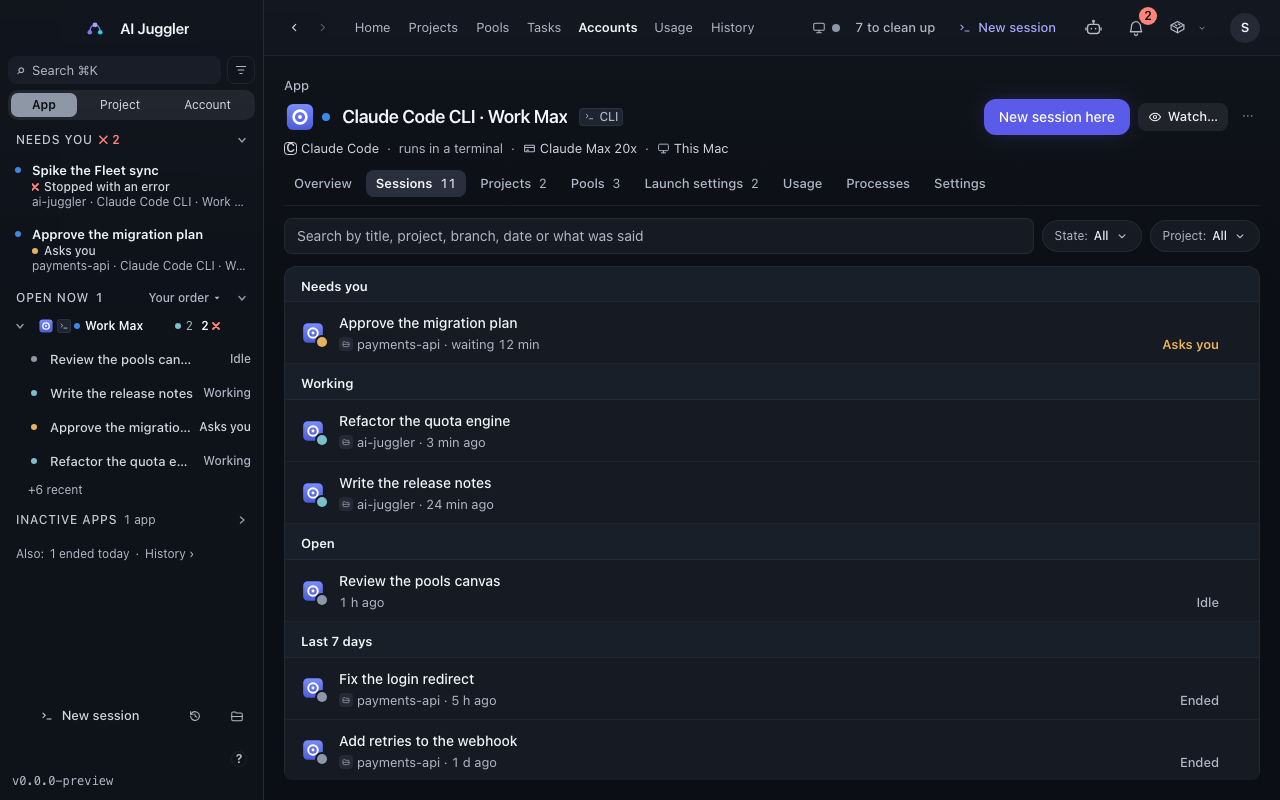 AI Juggler
Search ⌘K
App Project Account
NEEDS YOU 2
Spike the Fleet sync
Stopped with an error
ai-juggler · Claude Code CLI · Work ...
Approve the migration plan
Asks you
payments-api · Claude Code CLI · W...
OPEN NOW 1 Your order
Work Max 2 2
Review the pools can... Idle
Write the release notes Working
Approve the migratio... Asks you
Refactor the quota e... Working
+6 recent
INACTIVE APPS 1 app
Also: 1 ended today · History ›
New session
?
v0.0.0-preview
Home Projects Pools Tasks Accounts Usage History
7 to clean up
New session
2
S
App
Claude Code CLI · Work Max
CLI
New session here
Watch...
Claude Code · runs in a terminal · Claude Max 20x · This Mac
Overview Sessions 11 Projects 2 Pools 3 Launch settings 2 Usage Processes Settings
Search by title, project, branch, date or what was said
State: All
Project: All
Needs you
Approve the migration plan
payments-api · waiting 12 min
Asks you
Working
Refactor the quota engine
ai-juggler · 3 min ago
Write the release notes
ai-juggler · 24 min ago
Open
Review the pools canvas
1 h ago
Idle
Last 7 days
Fix the login redirect
payments-api · 5 h ago
Ended
Add retries to the webhook
payments-api · 1 d ago
Ended